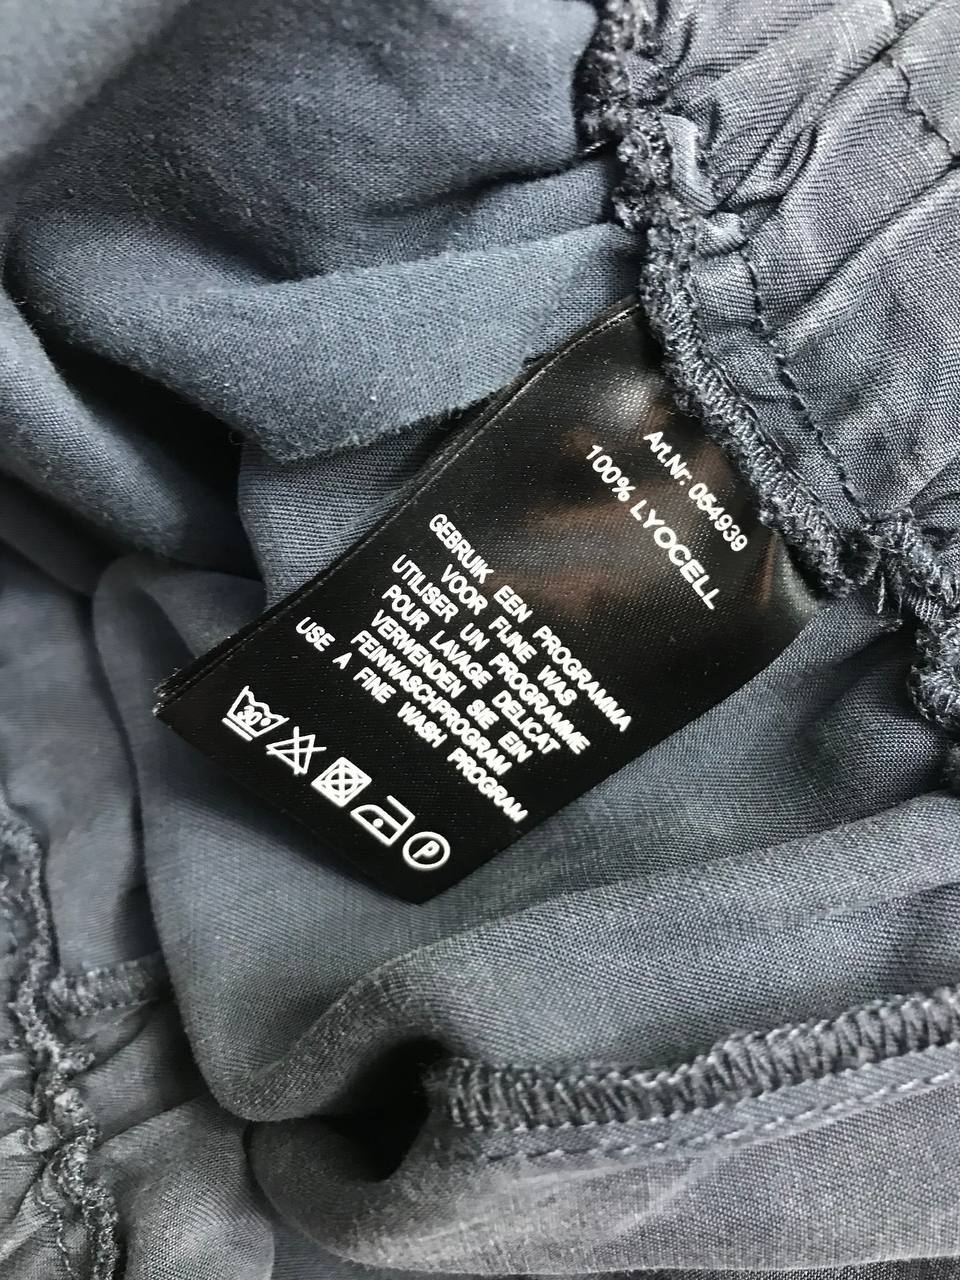 Art.Nr: 054939
100% LYOCELL
GEBRUIK EEN PROGRAMMA
VOOR FIJNE WAS
UTILISER UN PROGRAMME
POUR LAVAGE DELICAT
VERWENDEN SIE EIN
FEINWASCHPROGRAM
USE A FINE WASH PROGRAM
30
P